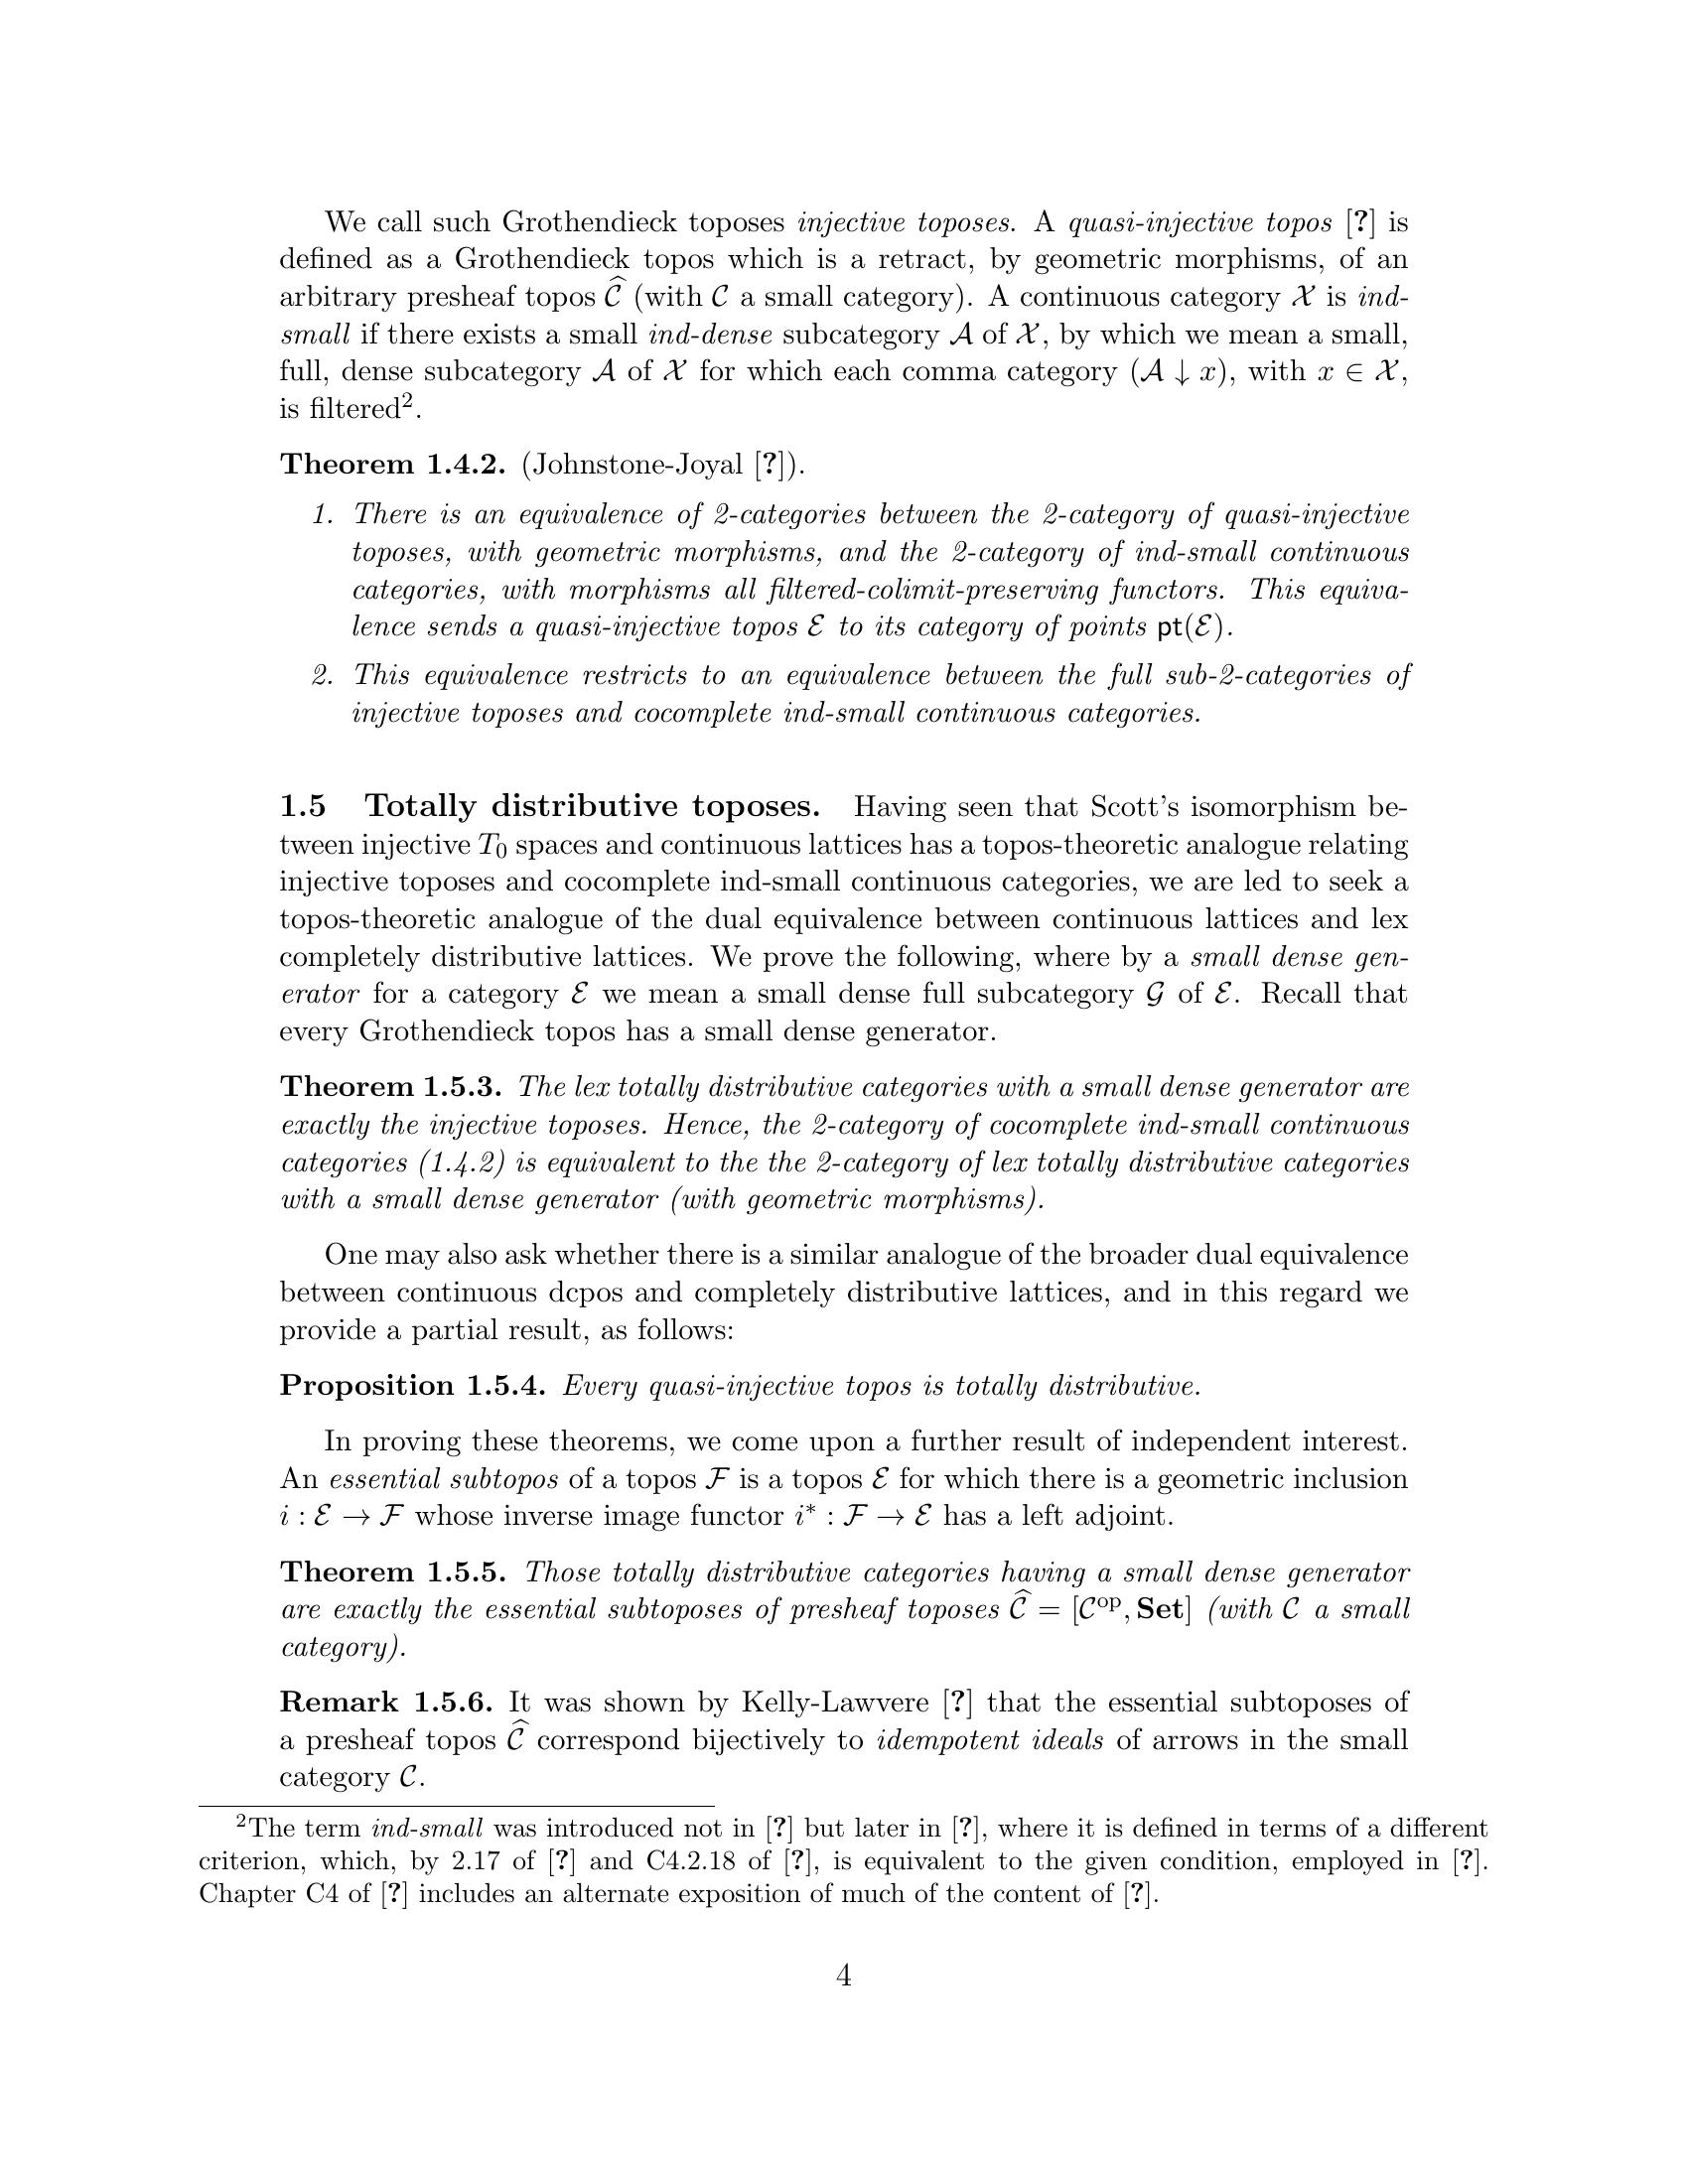 We call such Grothendieck toposes injective toposes. A quasi-injective topos [?] is
defined as a Grothendieck topos which is a retract, by geometric morphisms, of an
arbitrary presheaf topos $\widehat{\mathcal{C}}$ (with $\mathcal{C}$ a small category). A continuous category $\mathcal{X}$ is ind-
small if there exists a small ind-dense subcategory $\mathcal{A}$ of $\mathcal{X}$, by which we mean a small,
full, dense subcategory $\mathcal{A}$ of $\mathcal{X}$ for which each comma category ($\mathcal{A} \downarrow x$), with $x \in \mathcal{X}$,
is filtered².
Theorem 1.4.2. (Johnstone-Joyal [?]).
1. There is an equivalence of 2-categories between the 2-category of quasi-injective
toposes, with geometric morphisms, and the 2-category of ind-small continuous
categories, with morphisms all filtered-colimit-preserving functors. This equiva-
lence sends a quasi-injective topos $\mathcal{E}$ to its category of points pt($\mathcal{E}$).
2. This equivalence restricts to an equivalence between the full sub-2-categories of
injective toposes and cocomplete ind-small continuous categories.
1.5 Totally distributive toposes. Having seen that Scott's isomorphism be-
tween injective $T_0$ spaces and continuous lattices has a topos-theoretic analogue relating
injective toposes and cocomplete ind-small continuous categories, we are led to seek a
topos-theoretic analogue of the dual equivalence between continuous lattices and lex
completely distributive lattices. We prove the following, where by a small dense gen-
erator for a category $\mathcal{E}$ we mean a small dense full subcategory $\mathcal{G}$ of $\mathcal{E}$. Recall that
every Grothendieck topos has a small dense generator.
Theorem 1.5.3. The lex totally distributive categories with a small dense generator are
exactly the injective toposes. Hence, the 2-category of cocomplete ind-small continuous
categories (1.4.2) is equivalent to the the 2-category of lex totally distributive categories
with a small dense generator (with geometric morphisms).
One may also ask whether there is a similar analogue of the broader dual equivalence
between continuous dcpos and completely distributive lattices, and in this regard we
provide a partial result, as follows:
Proposition 1.5.4. Every quasi-injective topos is totally distributive.
In proving these theorems, we come upon a further result of independent interest.
An essential subtopos of a topos $\mathcal{F}$ is a topos $\mathcal{E}$ for which there is a geometric inclusion
$i : \mathcal{E} \to \mathcal{F}$ whose inverse image functor $i^* : \mathcal{F} \to \mathcal{E}$ has a left adjoint.
Theorem 1.5.5. Those totally distributive categories having a small dense generator
are exactly the essential subtoposes of presheaf toposes $\widehat{\mathcal{C}} = [\mathcal{C}^{\mathrm{op}}, \mathbf{Set}]$ (with $\mathcal{C}$ a small
category).
Remark 1.5.6. It was shown by Kelly-Lawvere [?] that the essential subtoposes of
a presheaf topos $\widehat{\mathcal{C}}$ correspond bijectively to idempotent ideals of arrows in the small
category $\mathcal{C}$.
²The term ind-small was introduced not in [?] but later in [?], where it is defined in terms of a different
criterion, which, by 2.17 of [?] and C4.2.18 of [?], is equivalent to the given condition, employed in [?].
Chapter C4 of [?] includes an alternate exposition of much of the content of [?].
4